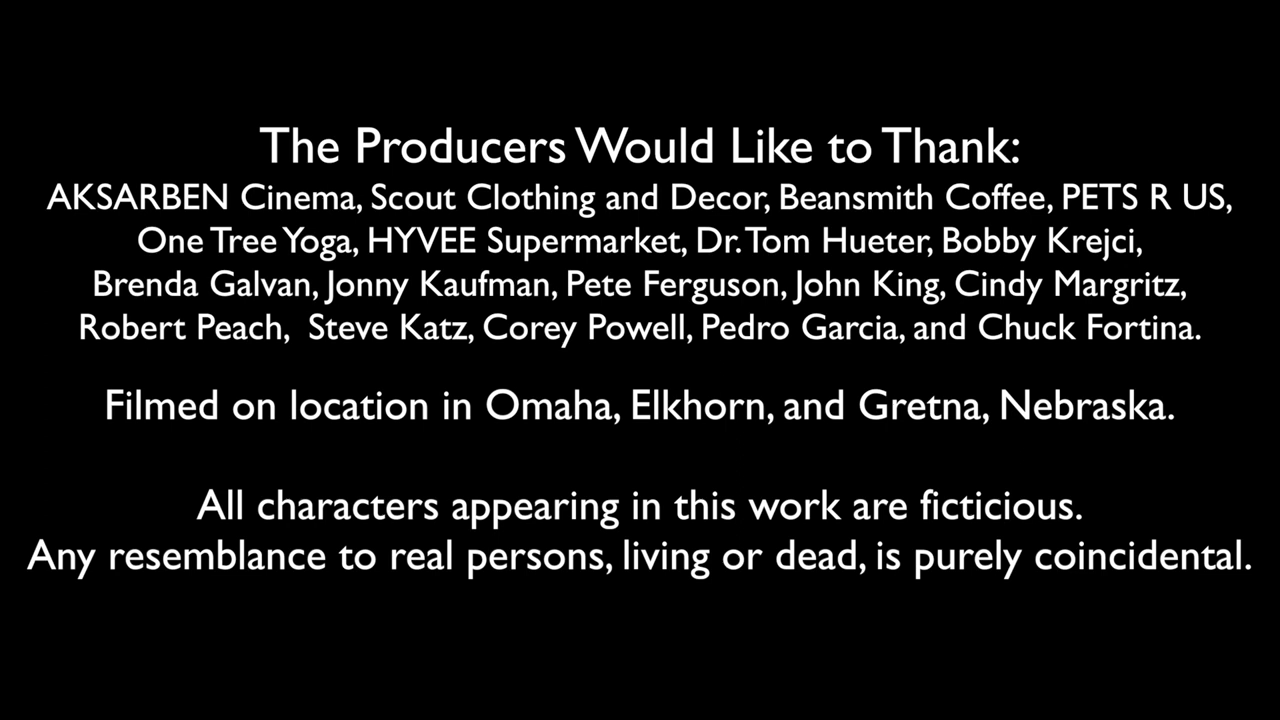 The Producers Would Like to Thank:
AKSARBEN Cinema, Scout Clothing and Decor, Beansmith Coffee, PETS R US,
One Tree Yoga, HYVEE Supermarket, Dr. Tom Hueter, Bobby Krejci,
Brenda Galvan, Jonny Kaufman, Pete Ferguson, John King, Cindy Margritz,
Robert Peach, Steve Katz, Corey Powell, Pedro Garcia, and Chuck Fortina.
Filmed on location in Omaha, Elkhorn, and Gretna, Nebraska.
All characters appearing in this work are ficticious.
Any resemblance to real persons, living or dead, is purely coincidental.